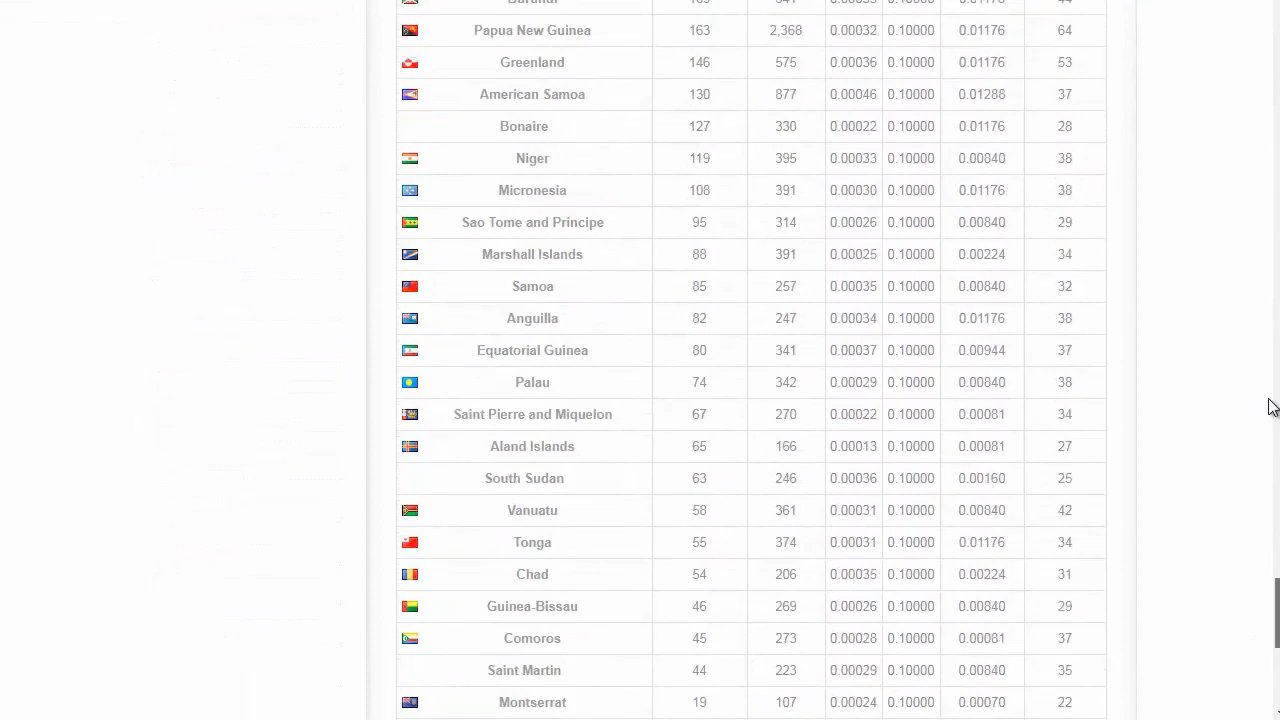 Papua New Guinea 163 2,368 0.00032 0.10000 0.01176 64
Greenland 146 575 0.00036 0.10000 0.01176 53
American Samoa 130 877 0.00046 0.10000 0.01288 37
Bonaire 127 330 0.00022 0.10000 0.01176 28
Niger 119 395 0.00033 0.10000 0.00840 38
Micronesia 108 391 0.00030 0.10000 0.01176 38
Sao Tome and Principe 95 314 0.00026 0.10000 0.00840 29
Marshall Islands 88 391 0.00025 0.10000 0.00224 34
Samoa 85 257 0.00035 0.10000 0.00840 32
Anguilla 82 247 0.00034 0.10000 0.01176 38
Equatorial Guinea 80 341 0.00037 0.10000 0.00944 37
Palau 74 342 0.00029 0.10000 0.00840 38
Saint Pierre and Miquelon 67 270 0.00022 0.10000 0.00081 34
Aland Islands 65 166 0.00013 0.10000 0.00081 27
South Sudan 63 246 0.00036 0.10000 0.00160 25
Vanuatu 58 361 0.00031 0.10000 0.00840 42
Tonga 55 374 0.00031 0.10000 0.01176 34
Chad 54 206 0.00035 0.10000 0.00224 31
Guinea-Bissau 46 269 0.00026 0.10000 0.00840 29
Comoros 45 273 0.00028 0.10000 0.00081 37
Saint Martin 44 223 0.00029 0.10000 0.00840 35
Montserrat 19 107 0.00024 0.10000 0.00070 22